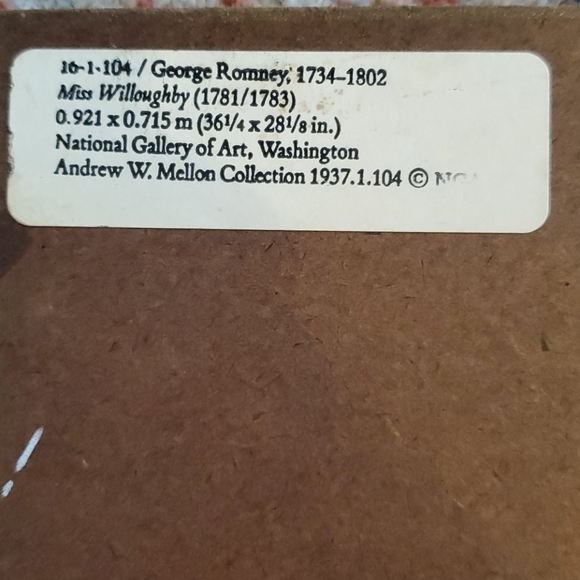 16-1-104 / George Romney, 1734–1802
Miss Willoughby (1781/1783)
0.921 x 0.715 m (36¼ x 28⅛ in.)
National Gallery of Art, Washington
Andrew W. Mellon Collection 1937.1.104 ©